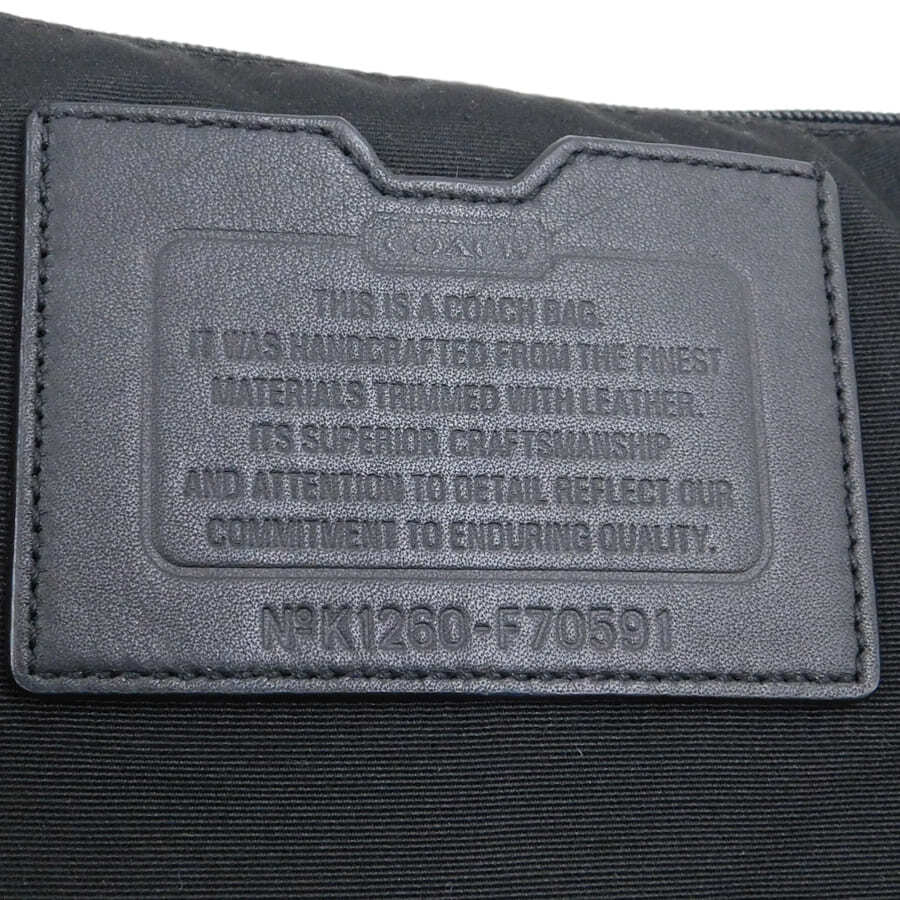 COACH
THIS IS A COACH BAG.
IT WAS HANDCRAFTED FROM THE FINEST
MATERIALS TRIMMED WITH LEATHER.
ITS SUPERIOR CRAFTSMANSHIP
AND ATTENTION TO DETAIL REFLECT OUR
COMMITMENT TO ENDURING QUALITY.
NºK1260-F70591